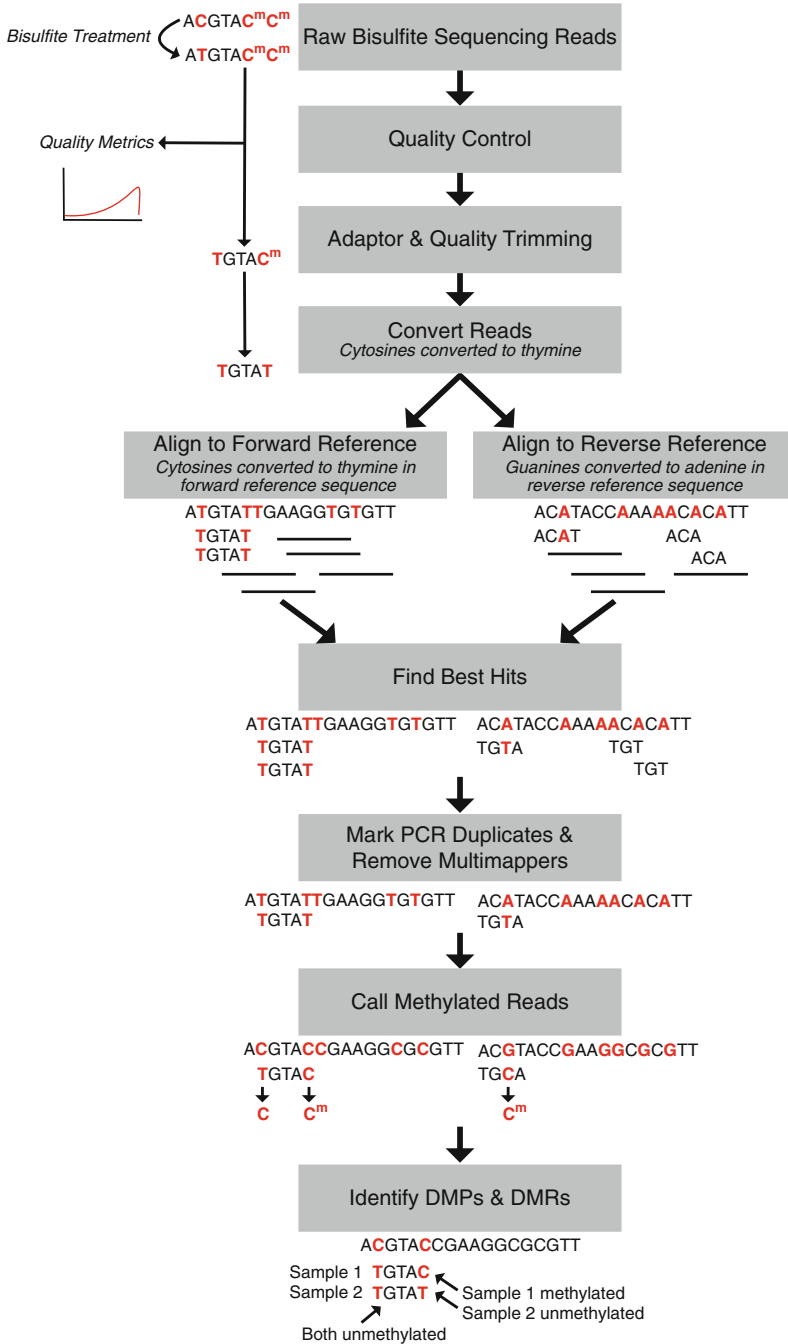 Bisulfite Treatment
ACGTACᵐCᵐ
ATGTACᵐCᵐ
Raw Bisulfite Sequencing Reads
Quality Metrics
Quality Control
Adaptor & Quality Trimming
TGTACᵐ
Convert Reads
Cytosines converted to thymine
TGTAT
Align to Forward Reference
Cytosines converted to thymine in
forward reference sequence
ATGTATTGAAGGTGTGTT
TGTAT
TGTAT
Align to Reverse Reference
Guanines converted to adenine in
reverse reference sequence
ACATACCAAAAACACATT
ACAT
ACA
ACA
Find Best Hits
ATGTATTGAAGGTGTGTT
TGTAT
TGTAT
ACATACCAAAAACACATT
TGTA
TGT
TGT
Mark PCR Duplicates &
Remove Multimappers
ATGTATTGAAGGTGTGTT
TGTAT
ACATACCAAAAACACATT
TGTA
Call Methylated Reads
ACGTACCGAAGGCGCGTT
TGTAC
C Cᵐ
ACGTACCGAAGGCGCGTT
TGCA
Cᵐ
Identify DMPs & DMRs
ACGTACCGAAGGCGCGTT
Sample 1 TGTAC
Sample 2 TGTAT
Sample 1 methylated
Sample 2 unmethylated
Both unmethylated